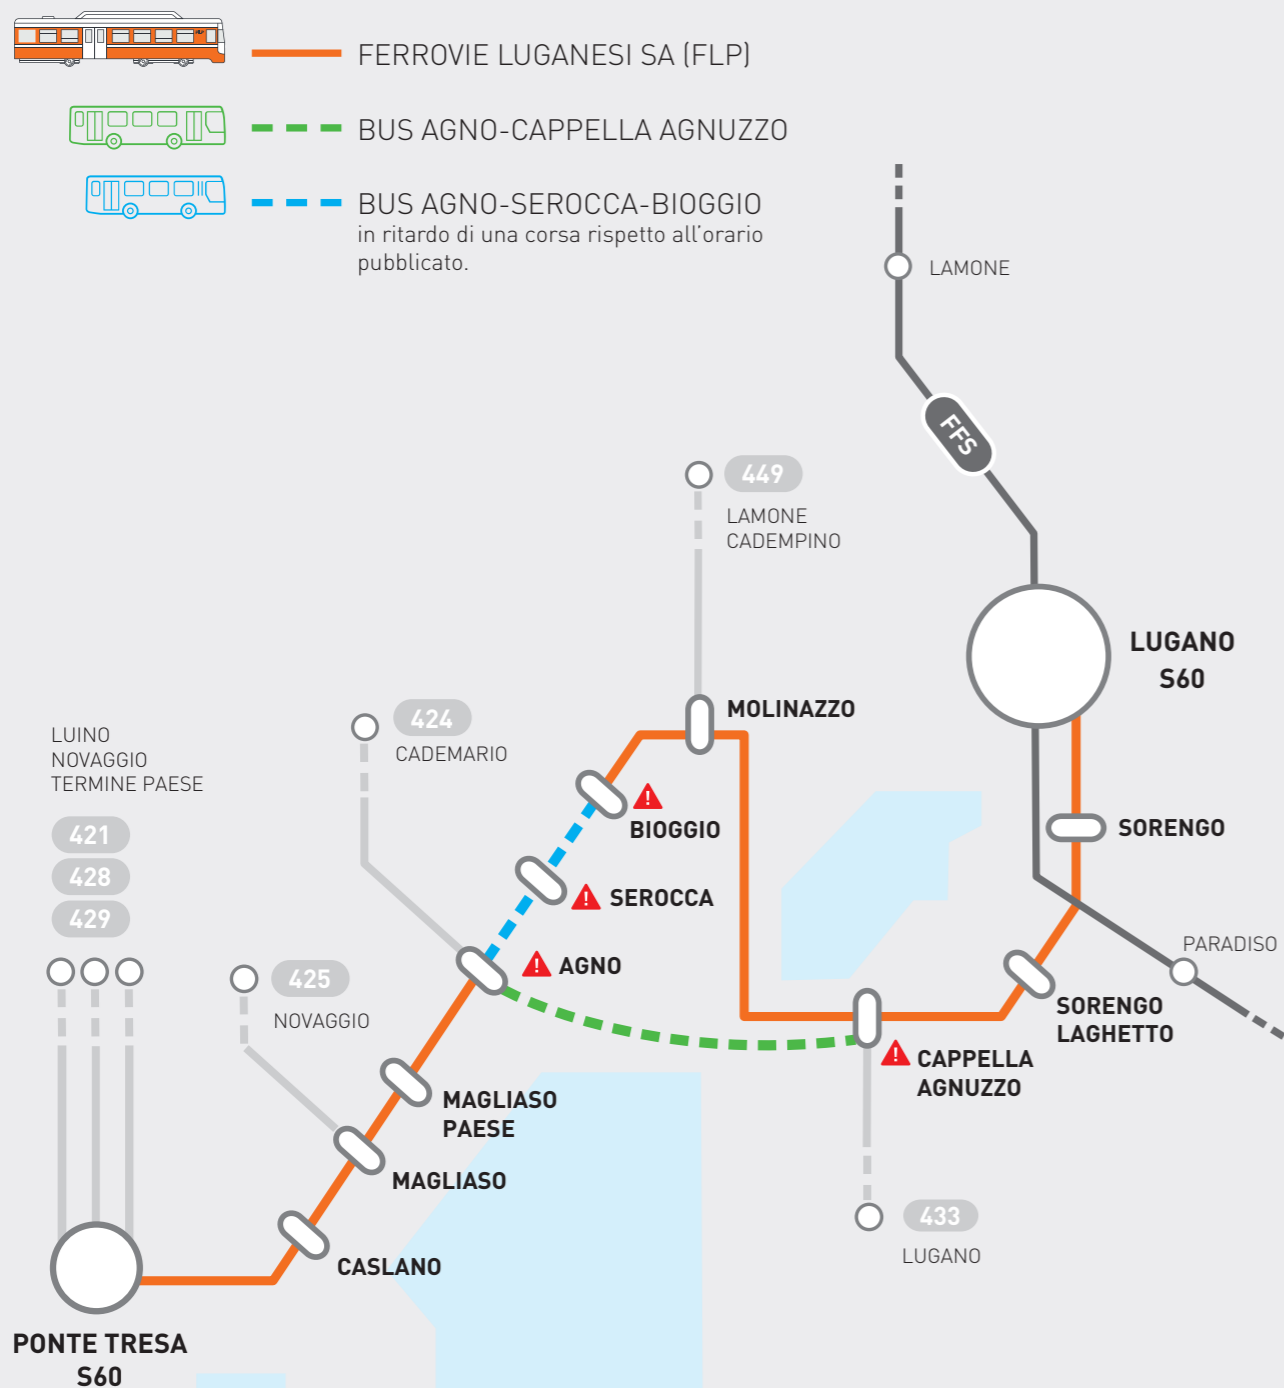 FERROVIE LUGANESI SA (FLP)
BUS AGNO-CAPPELLA AGNUZZO
BUS AGNO-SEROCCA-BIOGGIO
in ritardo di una corsa rispetto all'orario
pubblicato.
LAMONE
FFS
449
LAMONE
CADEMPINO
LUGANO
S60
MOLINAZZO
424
CADEMARIO
LUINO
NOVAGGIO
TERMINE PAESE
421
428
429
BIOGGIO
SORENGO
SEROCCA
AGNO
PARADISO
425
NOVAGGIO
SORENGO
LAGHETTO
CAPPELLA
AGNUZZO
MAGLIASO
PAESE
MAGLIASO
433
LUGANO
CASLANO
PONTE TRESA
S60